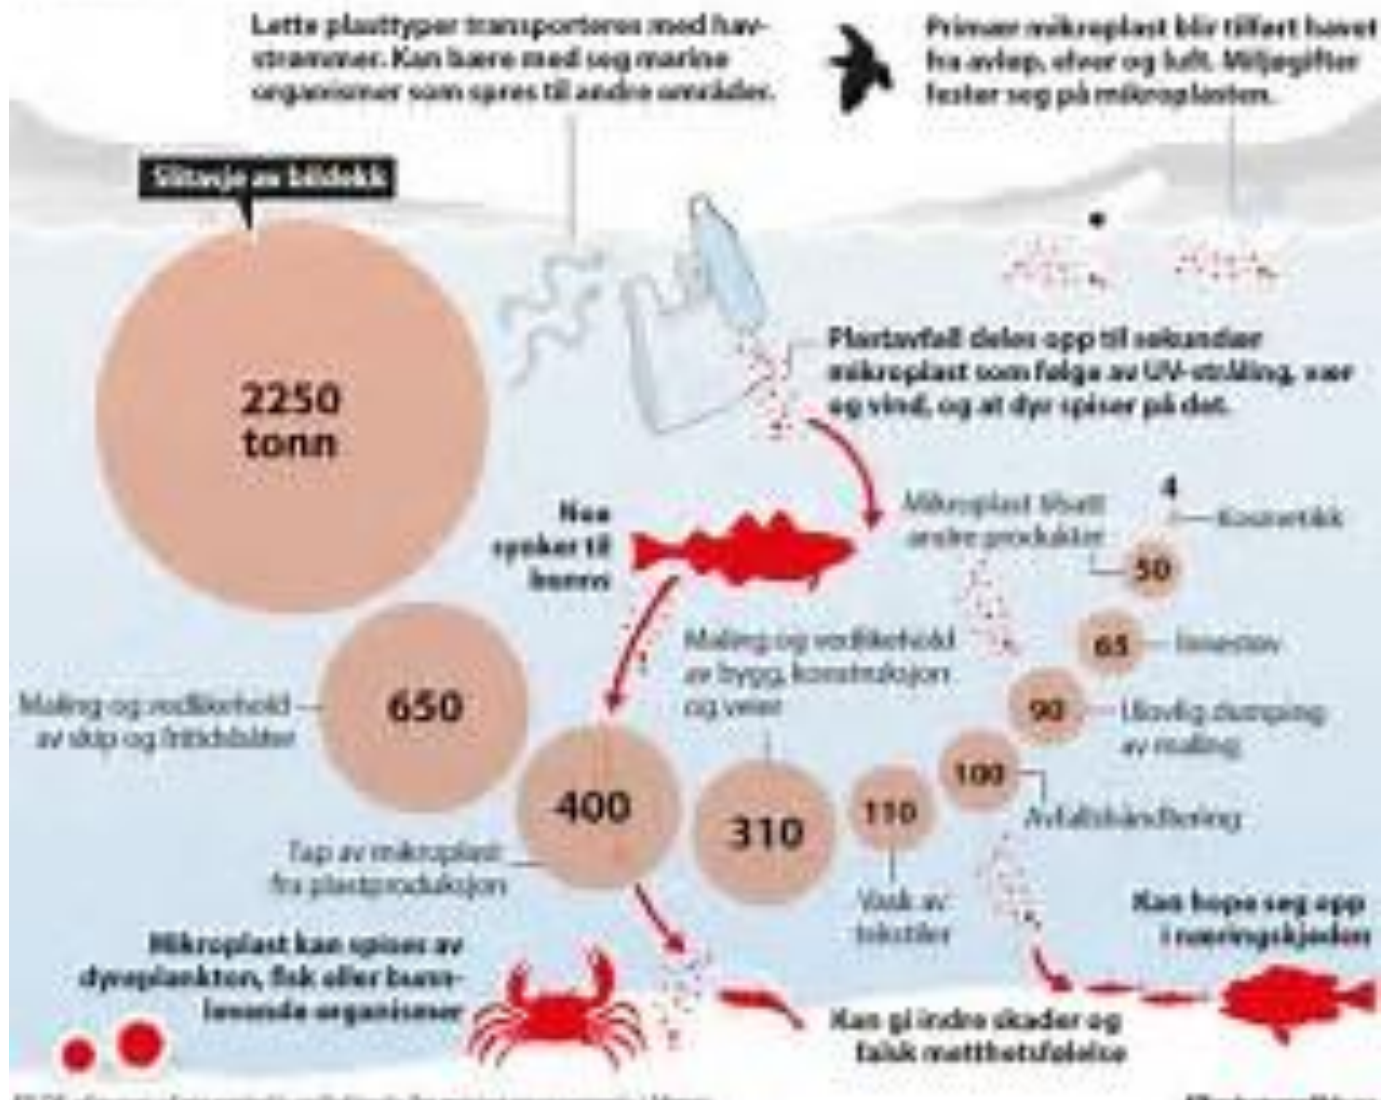 Lette plasttyper transporteres med hav-
strømmer. Kan bære med seg marine
organismer som spres til andre områder.
Primær mikroplast blir tilført havet
fra avløp, elver og luft. Miljøgifter
fester seg på mikroplasten.
Slitasje av bildekk
2250
tonn
Plastavfall deles opp til sekundær
mikroplast som følge av UV-stråling, vær
og vind, og at dyr spiser på det.
Noe
synker til
bunns
Mikroplast tilsatt
andre produkter
4
Kosmetikk
50
65
Innestøv
90
Ulovlig dumping
av maling
Maling og vedlikehold
av bygg, konstruksjon
og veier
Maling og vedlikehold
av skip og fritidsbåter
650
400
310
110
100
Avfallshåndtering
Tap av mikroplast
fra plastproduksjon
Vask av
tekstiler
Kan hope seg opp
i næringskjeden
Mikroplast kan spises av
dyreplankton, fisk eller bunn-
levende organismer
Kan gi indre skader og
falsk metthetsfølelse